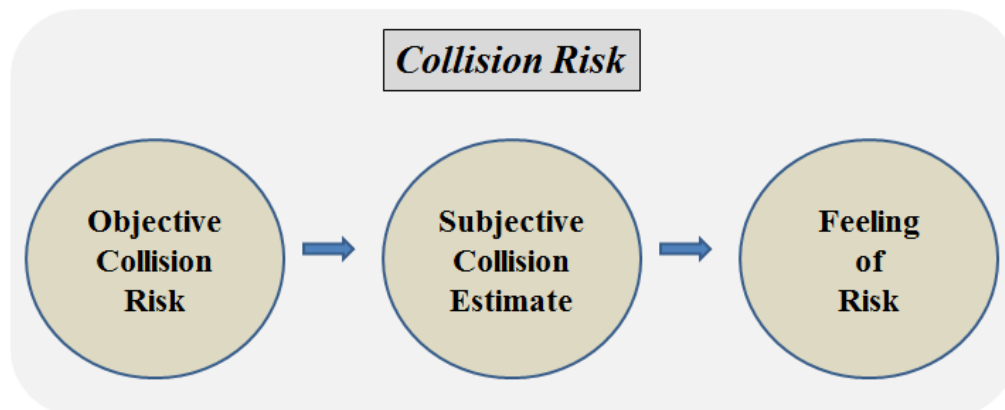 Collision Risk
Objective
Collision
Risk
Subjective
Collision
Estimate
Feeling
of
Risk